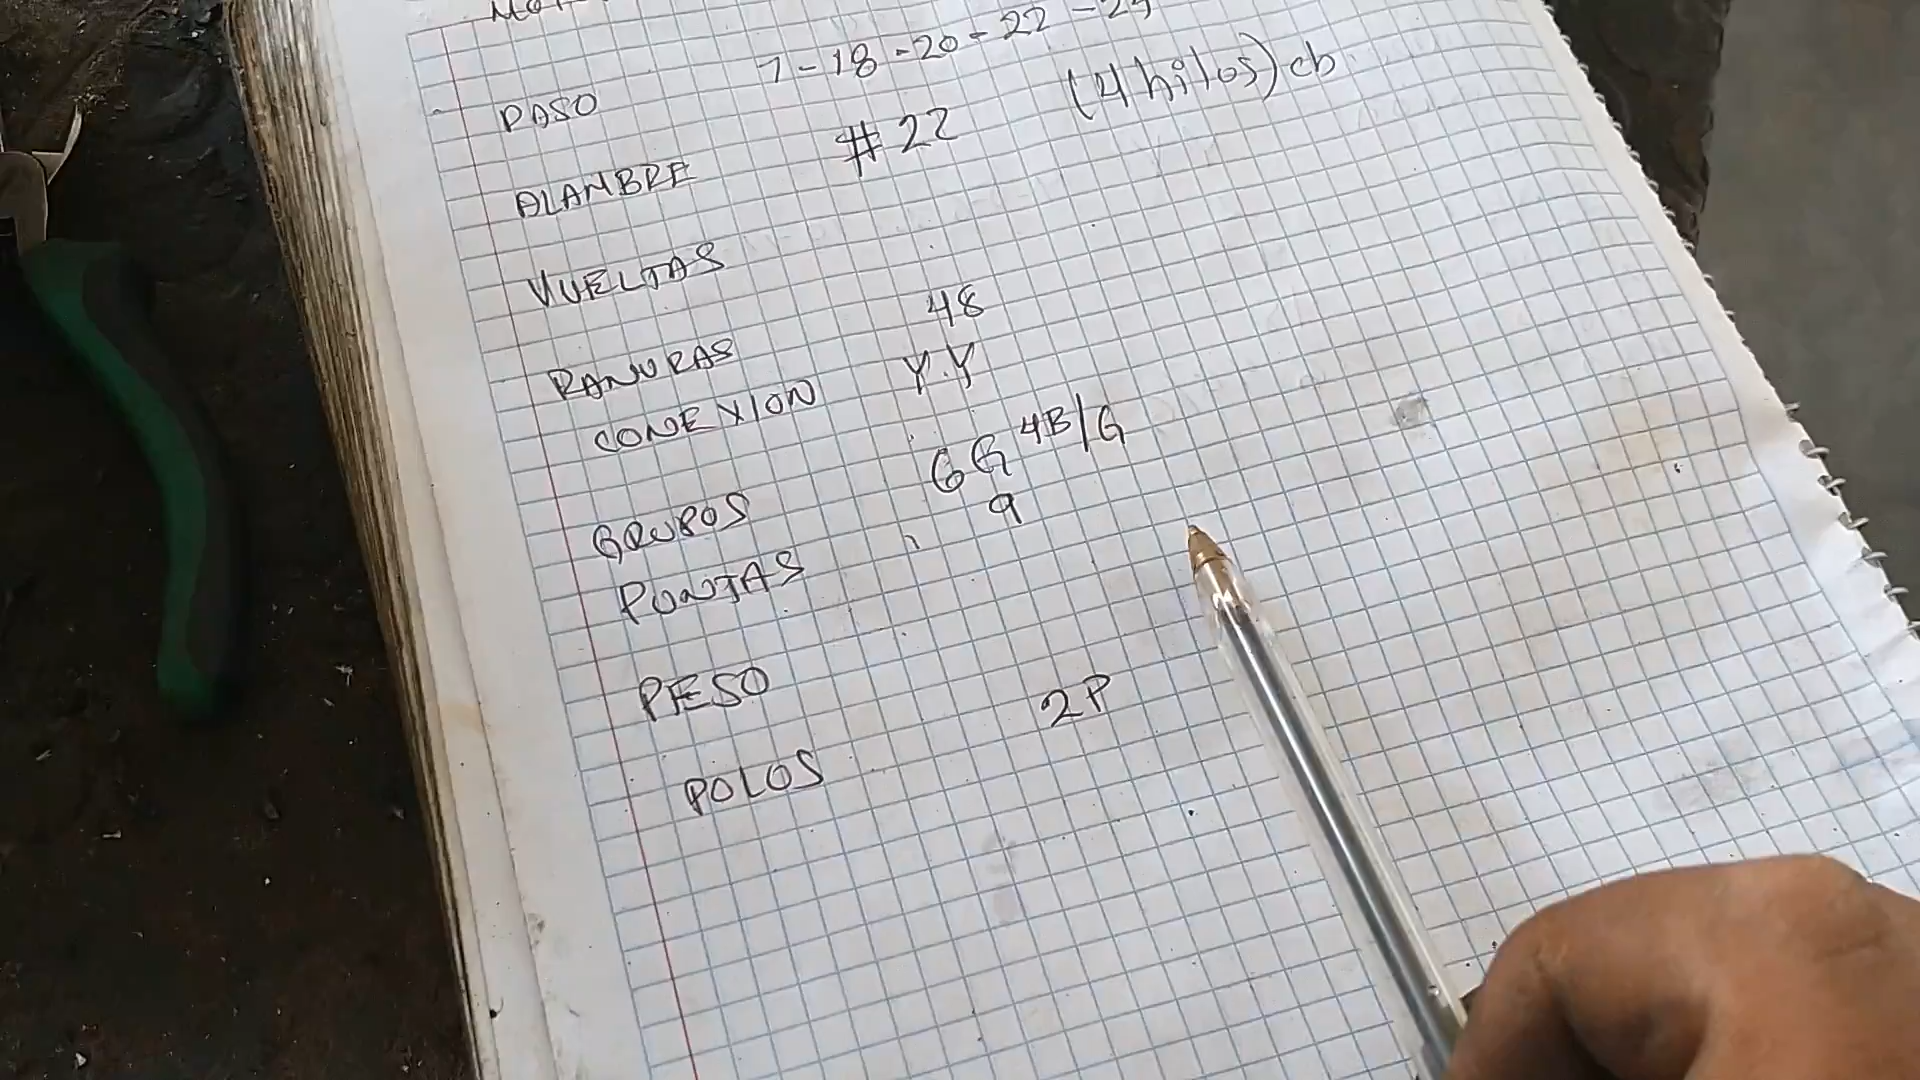 PASO 1-18-20-22-24
ALAMBRE #22 (4 hilos) cb
VUELTAS
RANURAS 48
CONEXION Y.Y
GRUPOS 6G 4B/G
PUNTAS 9
PESO
POLOS 2P